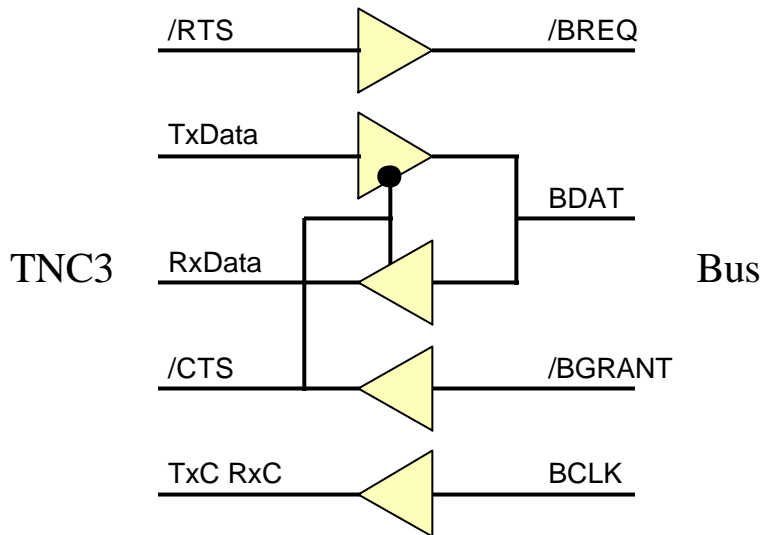 /RTS /BREQ
TxData
BDAT
TNC3 RxData Bus
/CTS /BGRANT
TxC RxC BCLK